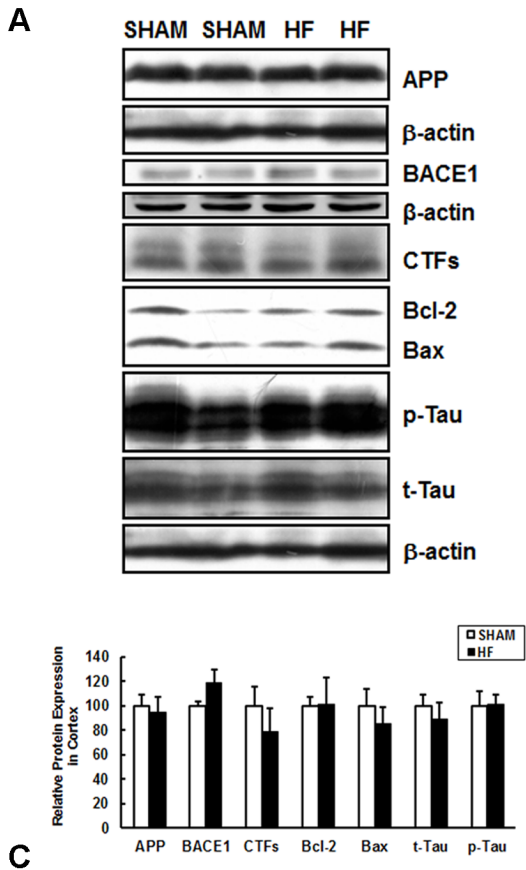 A
SHAM SHAM HF HF
APP
β-actin
BACE1
β-actin
CTFs
Bcl-2
Bax
p-Tau
t-Tau
β-actin
SHAM
HF
Relative Protein Expression
in Cortex
140
120
100
80
60
40
20
0
APP BACE1 CTFs Bcl-2 Bax t-Tau p-Tau
C